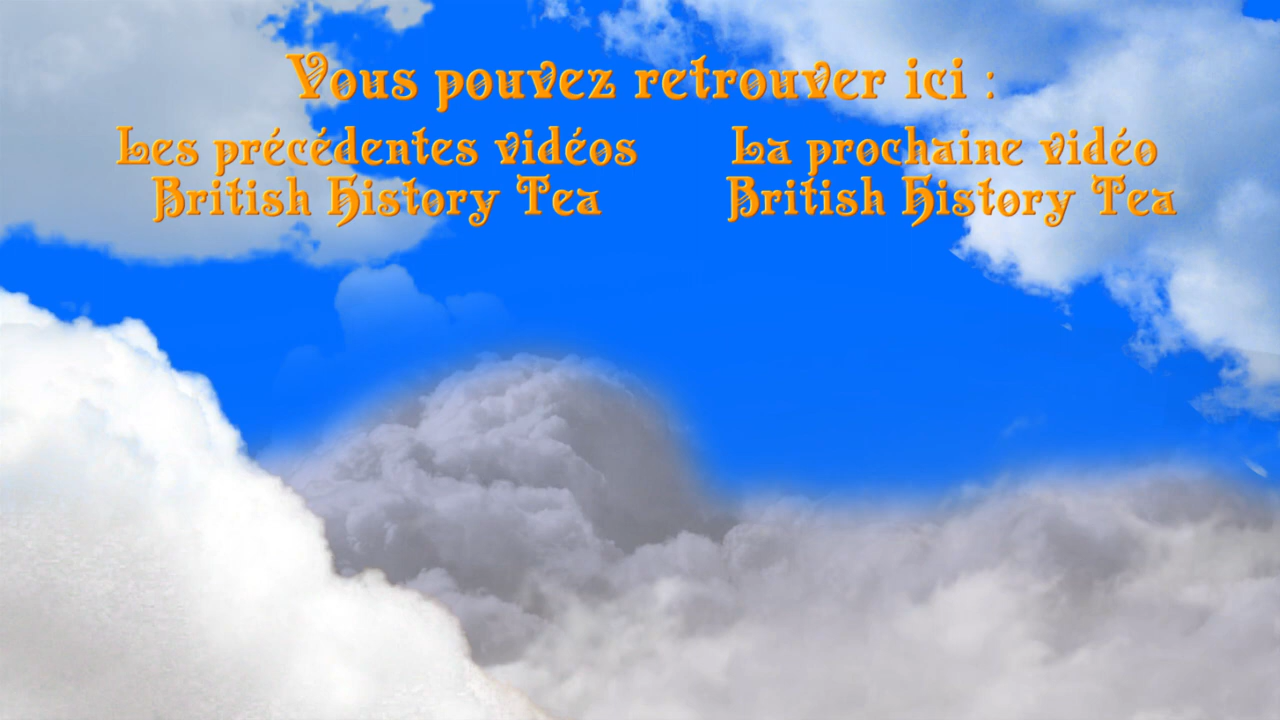 Vous pouvez retrouver ici :
Les précédentes vidéos
British History Tea
La prochaine vidéo
British History Tea